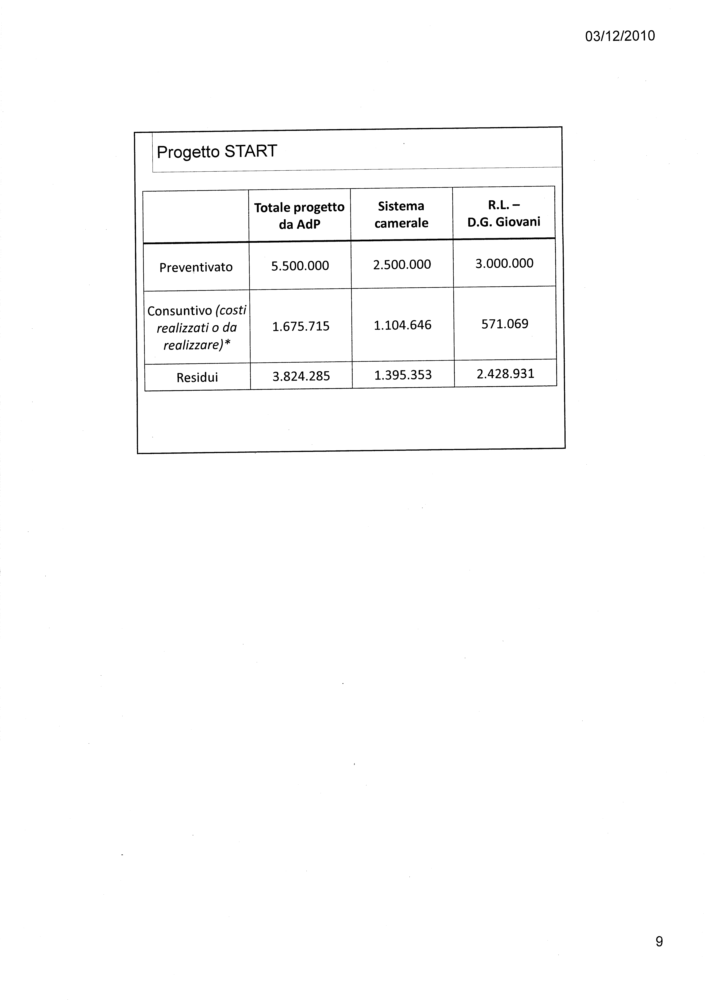 03/12/2010
Progetto START
Totale progetto da AdP
Sistema camerale
R.L. – D.G. Giovani
Preventivato
5.500.000
2.500.000
3.000.000
Consuntivo (costi realizzati o da realizzare)*
1.675.715
1.104.646
571.069
Residui
3.824.285
1.395.353
2.428.931
9